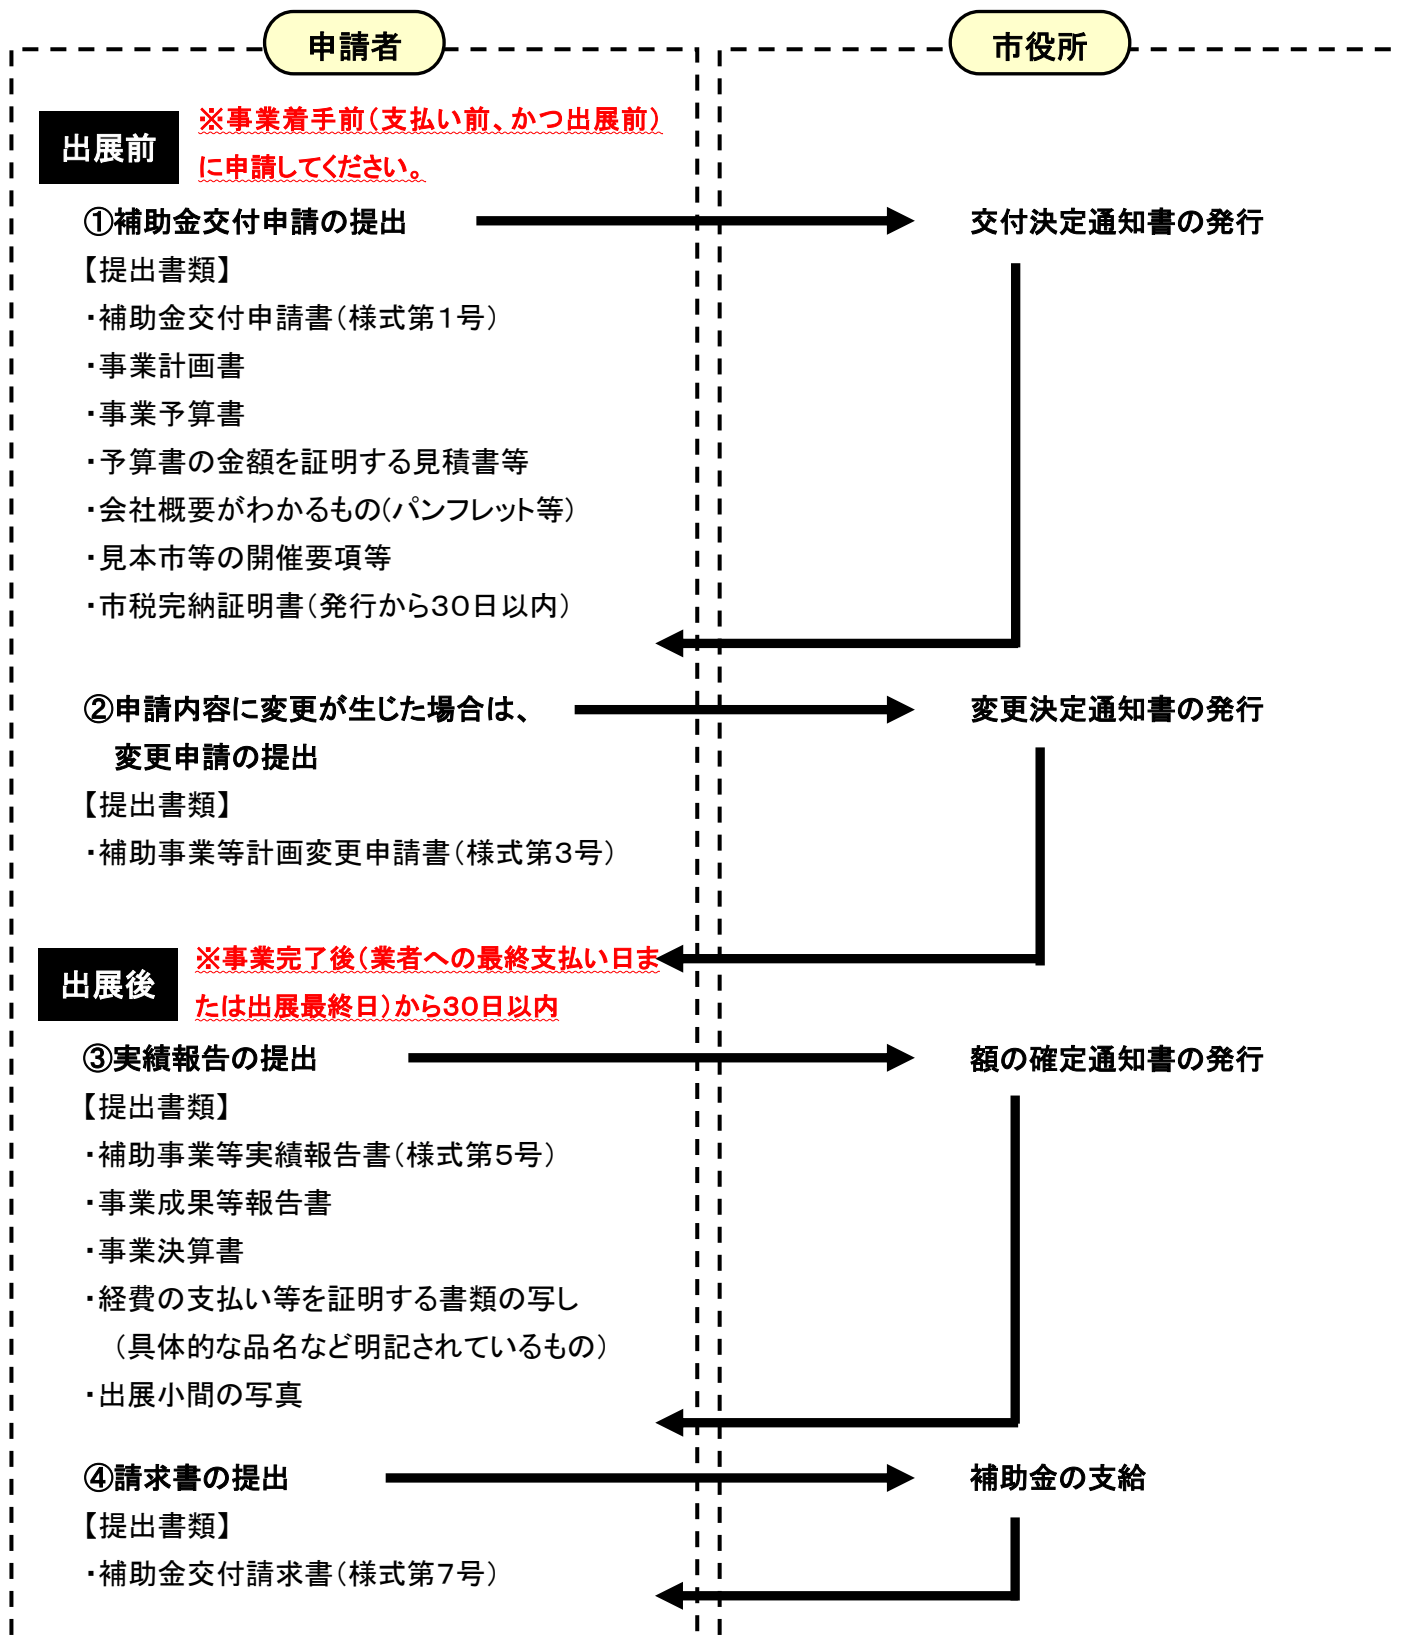 申請者
市役所
出展前
※事業着手前（支払い前、かつ出展前）
に申請してください。
①補助金交付申請の提出
交付決定通知書の発行
【提出書類】
・補助金交付申請書（様式第１号）
・事業計画書
・事業予算書
・予算書の金額を証明する見積書等
・会社概要がわかるもの（パンフレット等）
・見本市等の開催要項等
・市税完納証明書（発行から３０日以内）
②申請内容に変更が生じた場合は、
変更決定通知書の発行
変更申請の提出
【提出書類】
・補助事業等計画変更申請書（様式第３号）
出展後
※事業完了後（業者への最終支払い日ま
たは出展最終日）から３０日以内
③実績報告の提出
額の確定通知書の発行
【提出書類】
・補助事業等実績報告書（様式第５号）
・事業成果等報告書
・事業決算書
・経費の支払い等を証明する書類の写し
（具体的な品名など明記されているもの）
・出展小間の写真
④請求書の提出
補助金の支給
【提出書類】
・補助金交付請求書（様式第７号）